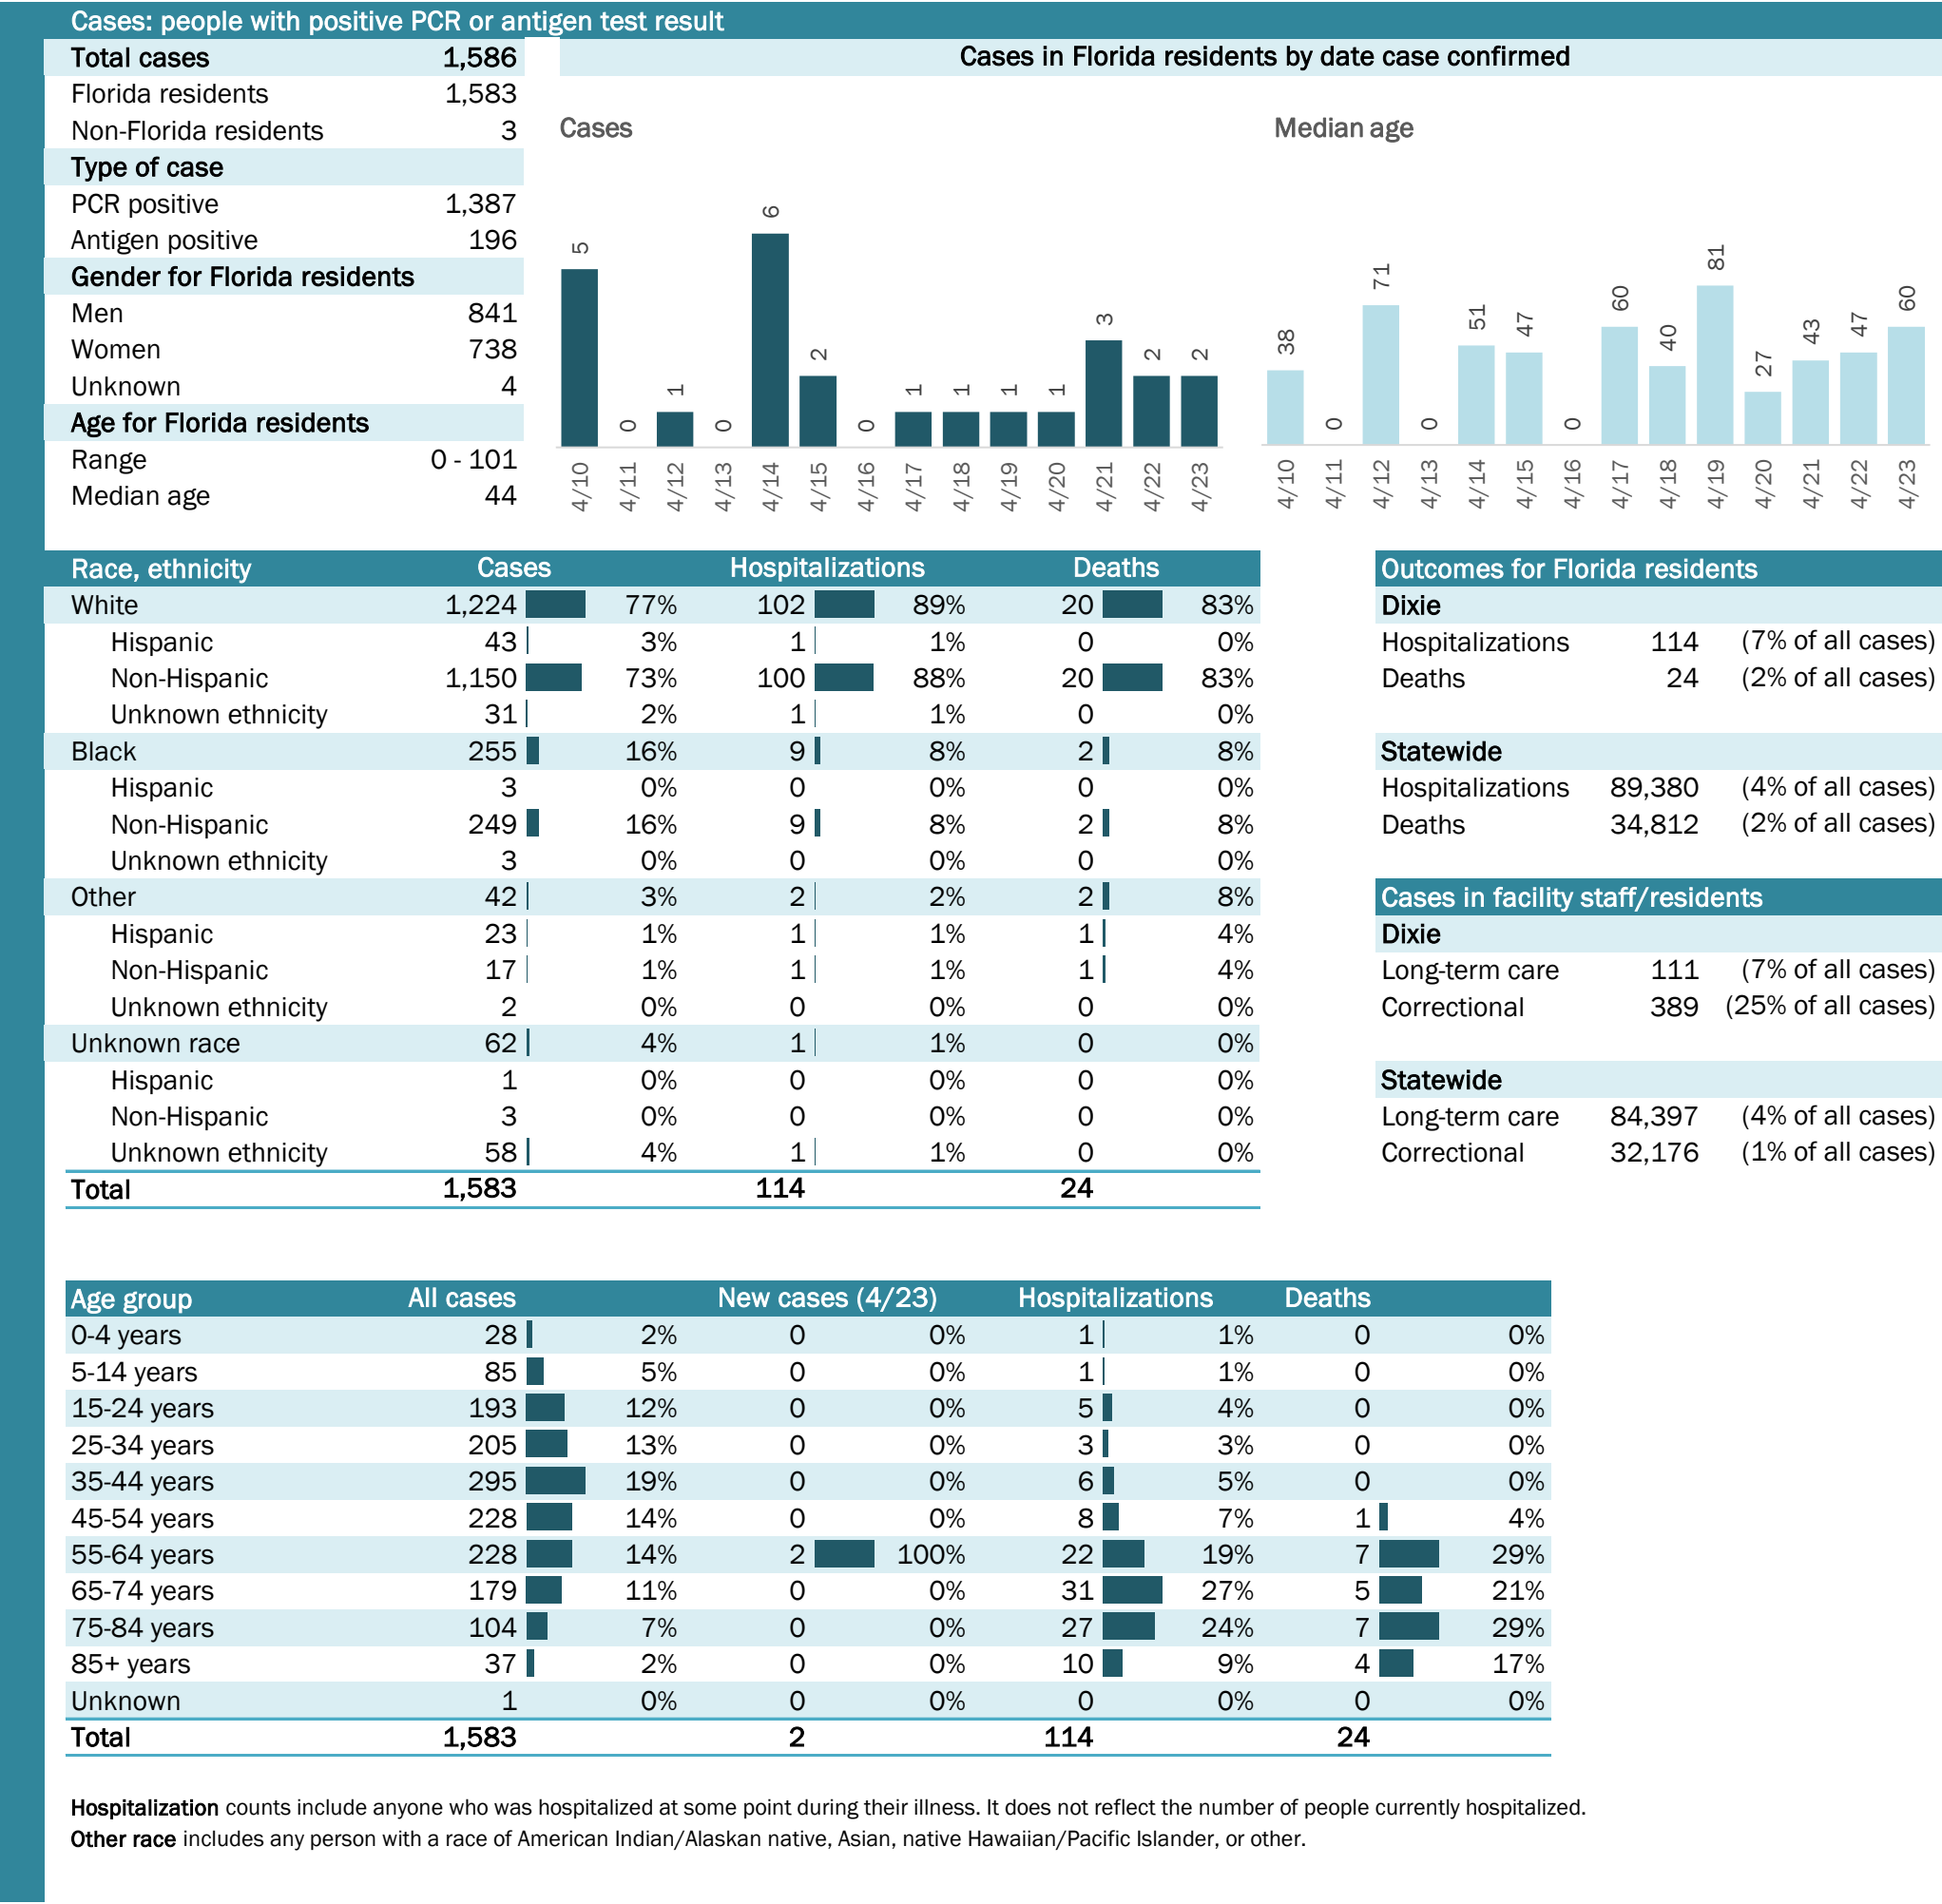 Cases: people with positive PCR or antigen test result
Total cases 1,586
Florida residents 1,583
Non-Florida residents 3
Type of case
PCR positive 1,387
Antigen positive 196
Gender for Florida residents
Men 841
Women 738
Unknown 4
Age for Florida residents
Range 0 - 101
Median age 44
Cases in Florida residents by date case confirmed
Cases
5 0 1 0 6 2 0 1 1 1 1 3 2 2
4/10 4/11 4/12 4/13 4/14 4/15 4/16 4/17 4/18 4/19 4/20 4/21 4/22 4/23
Median age
38 0 71 0 51 47 0 60 40 81 27 43 47 60
4/10 4/11 4/12 4/13 4/14 4/15 4/16 4/17 4/18 4/19 4/20 4/21 4/22 4/23
Race, ethnicity Cases Hospitalizations Deaths
White 1,224 77% 102 89% 20 83%
Hispanic 43 3% 1 1% 0 0%
Non-Hispanic 1,150 73% 100 88% 20 83%
Unknown ethnicity 31 2% 1 1% 0 0%
Black 255 16% 9 8% 2 8%
Hispanic 3 0% 0 0% 0 0%
Non-Hispanic 249 16% 9 8% 2 8%
Unknown ethnicity 3 0% 0 0% 0 0%
Other 42 3% 2 2% 2 8%
Hispanic 23 1% 1 1% 1 4%
Non-Hispanic 17 1% 1 1% 1 4%
Unknown ethnicity 2 0% 0 0% 0 0%
Unknown race 62 4% 1 1% 0 0%
Hispanic 1 0% 0 0% 0 0%
Non-Hispanic 3 0% 0 0% 0 0%
Unknown ethnicity 58 4% 1 1% 0 0%
Total 1,583 114 24
Outcomes for Florida residents
Dixie
Hospitalizations 114 (7% of all cases)
Deaths 24 (2% of all cases)
Statewide
Hospitalizations 89,380 (4% of all cases)
Deaths 34,812 (2% of all cases)
Cases in facility staff/residents
Dixie
Long-term care 111 (7% of all cases)
Correctional 389 (25% of all cases)
Statewide
Long-term care 84,397 (4% of all cases)
Correctional 32,176 (1% of all cases)
Age group All cases New cases (4/23) Hospitalizations Deaths
0-4 years 28 2% 0 0% 1 1% 0 0%
5-14 years 85 5% 0 0% 1 1% 0 0%
15-24 years 193 12% 0 0% 5 4% 0 0%
25-34 years 205 13% 0 0% 3 3% 0 0%
35-44 years 295 19% 0 0% 6 5% 0 0%
45-54 years 228 14% 0 0% 8 7% 1 4%
55-64 years 228 14% 2 100% 22 19% 7 29%
65-74 years 179 11% 0 0% 31 27% 5 21%
75-84 years 104 7% 0 0% 27 24% 7 29%
85+ years 37 2% 0 0% 10 9% 4 17%
Unknown 1 0% 0 0% 0 0% 0 0%
Total 1,583 2 114 24
Hospitalization counts include anyone who was hospitalized at some point during their illness. It does not reflect the number of people currently hospitalized.
Other race includes any person with a race of American Indian/Alaskan native, Asian, native Hawaiian/Pacific Islander, or other.